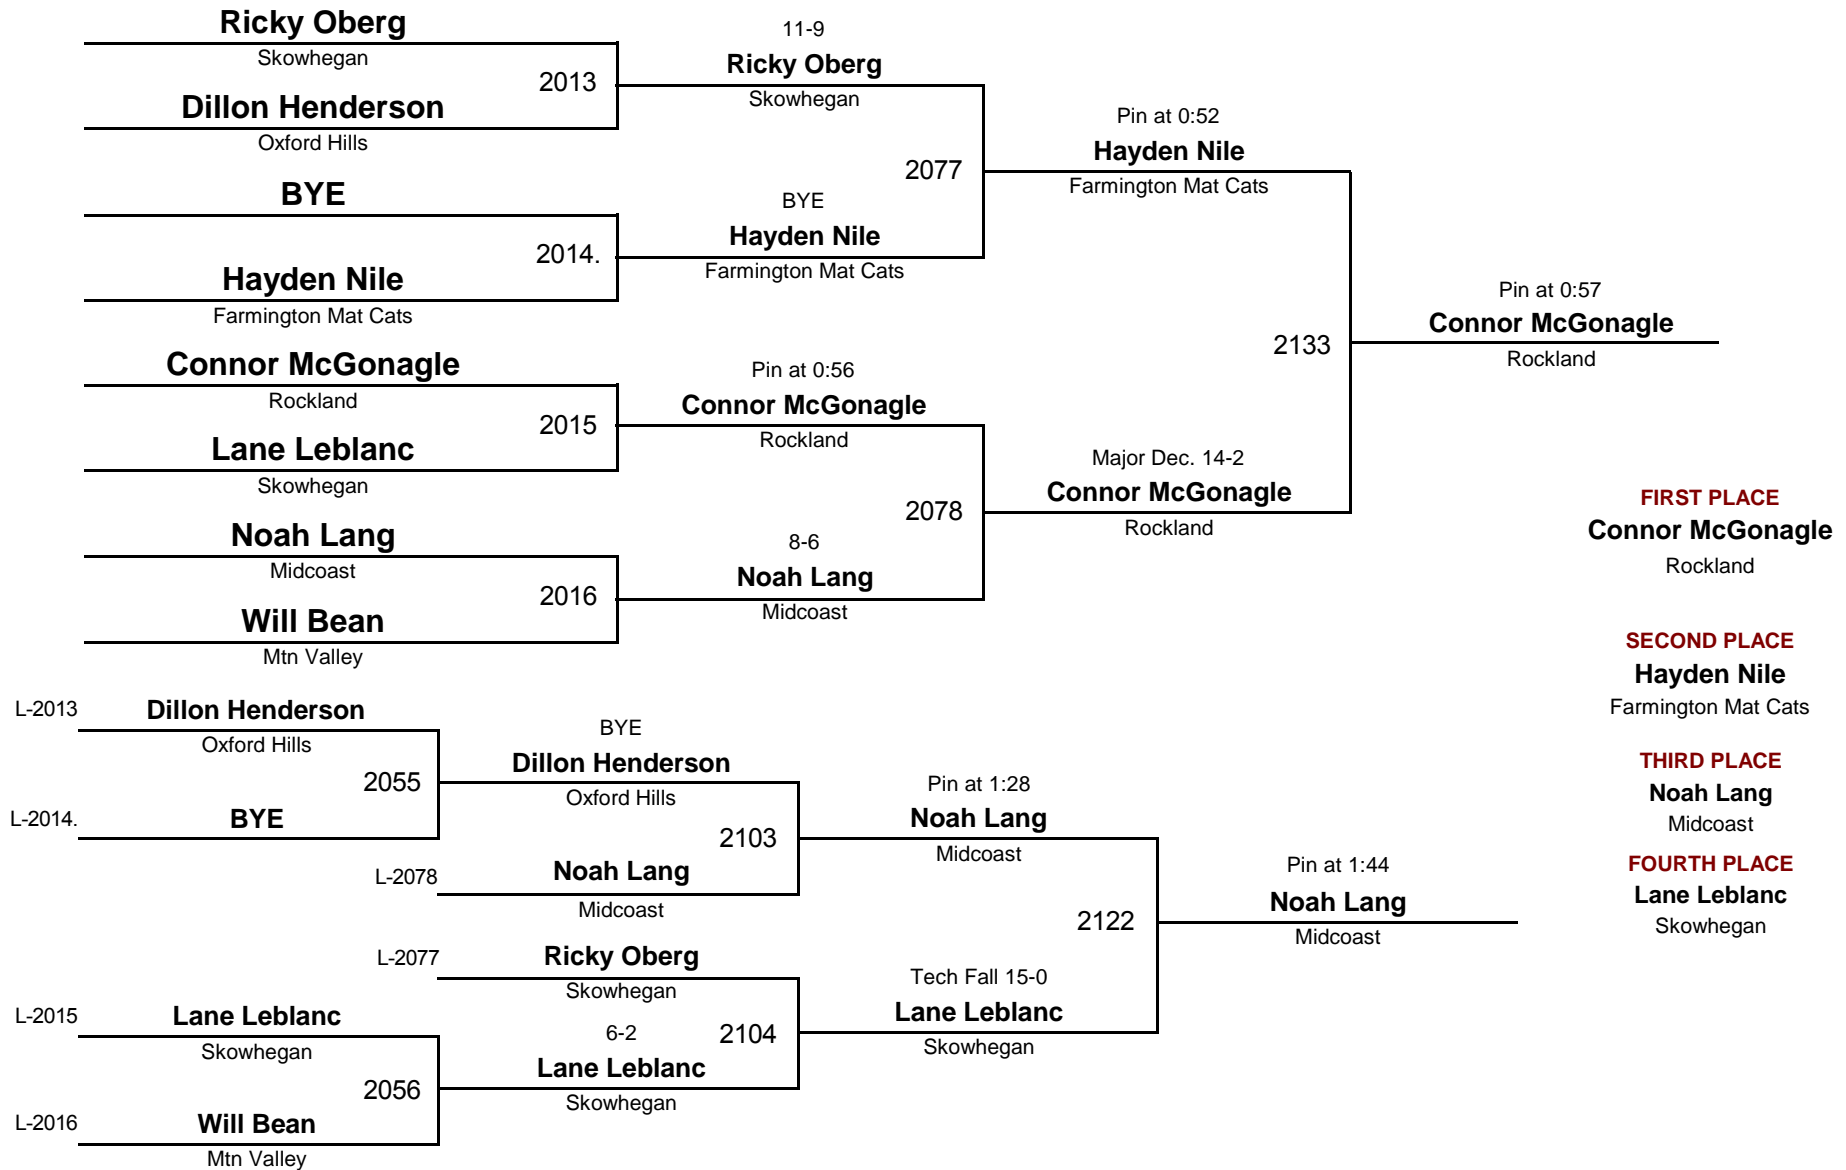 Ricky Oberg
Skowhegan
2013
Dillon Henderson
Oxford Hills
BYE
2014.
Hayden Nile
Farmington Mat Cats
Connor McGonagle
Rockland
2015
Lane Leblanc
Skowhegan
Noah Lang
Midcoast
2016
Will Bean
Mtn Valley
11-9
Ricky Oberg
Skowhegan
2077
BYE
Hayden Nile
Farmington Mat Cats
Pin at 0:56
Connor McGonagle
Rockland
2078
8-6
Noah Lang
Midcoast
Pin at 0:52
Hayden Nile
Farmington Mat Cats
2133
Major Dec. 14-2
Connor McGonagle
Rockland
Pin at 0:57
Connor McGonagle
Rockland
FIRST PLACE
Connor McGonagle
Rockland
SECOND PLACE
Hayden Nile
Farmington Mat Cats
THIRD PLACE
Noah Lang
Midcoast
FOURTH PLACE
Lane Leblanc
Skowhegan
L-2013
Dillon Henderson
Oxford Hills
2055
L-2014.
BYE
BYE
Dillon Henderson
Oxford Hills
2103
L-2078
Noah Lang
Midcoast
L-2077
Ricky Oberg
Skowhegan
L-2015
Lane Leblanc
Skowhegan
2056
L-2016
Will Bean
Mtn Valley
6-2
2104
Lane Leblanc
Skowhegan
Pin at 1:28
Noah Lang
Midcoast
2122
Tech Fall 15-0
Lane Leblanc
Skowhegan
Pin at 1:44
Noah Lang
Midcoast